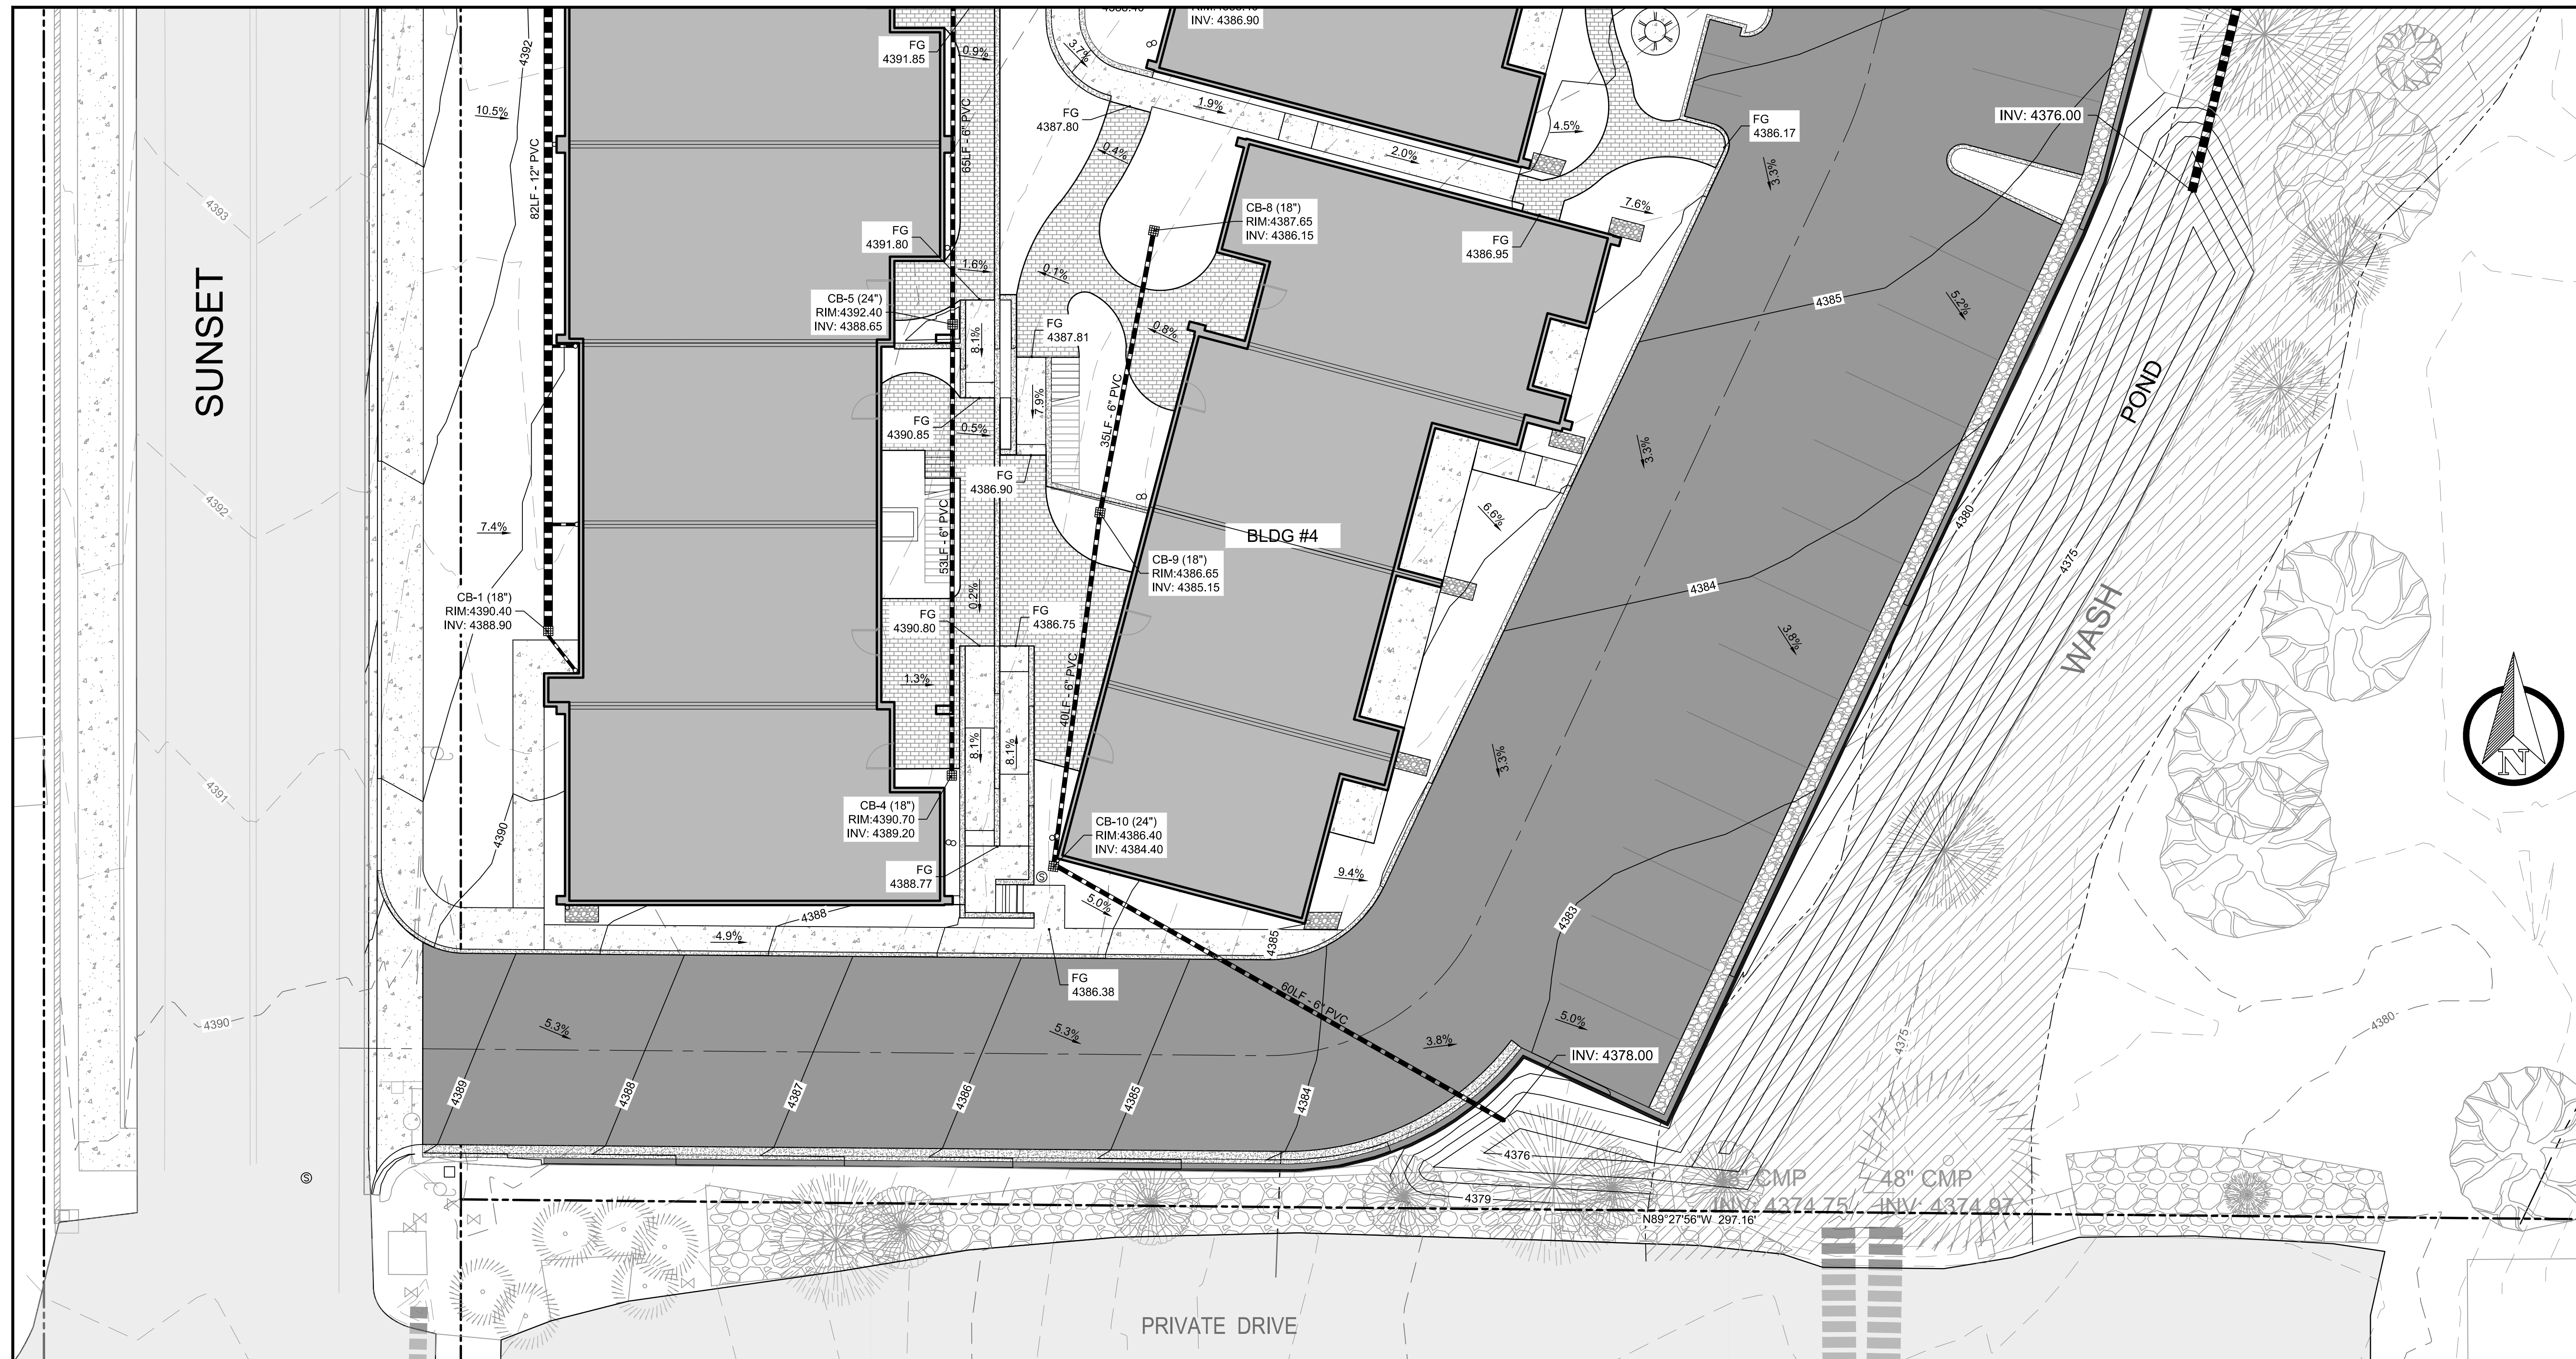 INV: 4386.90
4392
FG
4391.85
0.9%
3.7%
10.5%
82LF - 12" PVC
65LF - 6" PVC
FG
4387.80
1.9%
0.4%
2.0%
4.5%
FG
4386.17
3.3%
INV: 4376.00
4393
SUNSET
FG
4391.80
1.6%
0.1%
CB-8 (18")
RIM:4387.65
INV: 4386.15
7.6%
FG
4386.95
CB-5 (24")
RIM:4392.40
INV: 4388.65
8.1%
FG
4387.81
0.8%
4385
5.2%
7.9%
35LF - 6" PVC
FG
4390.85
0.5%
FG
4386.90
3.3%
POND
4392
7.4%
53LF - 6" PVC
BLDG #4
6.6%
4380
4375
CB-9 (18")
RIM:4386.65
INV: 4385.15
CB-1 (18")
RIM:4390.40
INV: 4388.90
0.2%
FG
4390.80
FG
4386.75
4384
3.8%
WASH
40LF - 6" PVC
1.3%
8.1%
8.1%
3.3%
N
4391
4390
CB-4 (18")
RIM:4390.70
INV: 4389.20
CB-10 (24")
RIM:4386.40
INV: 4384.40
FG
4388.77
S
9.4%
5.0%
4388
4.9%
4385
4383
FG
4386.38
60LF - 6" PVC
4390
5.3%
5.3%
3.8%
5.0%
INV: 4378.00
4375
4380
4389
4388
4387
4386
4385
4384
4376
4379
S
48" CMP
INV: 4374.75
48" CMP
INV: 4374.97
N89°27'56"W 297.16'
PRIVATE DRIVE